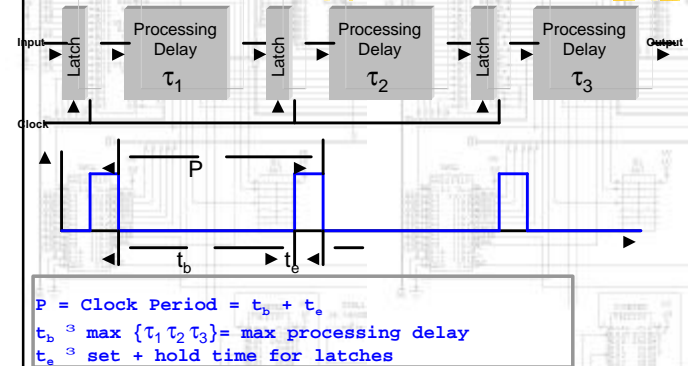 Processing Delay τ1
Processing Delay τ2
Processing Delay τ3
Input
Latch
Latch
Latch
Output
Clock
P
tb te
P = Clock Period = tb + te
tb ³ max {τ1 τ2 τ3}= max processing delay
te ³ set + hold time for latches